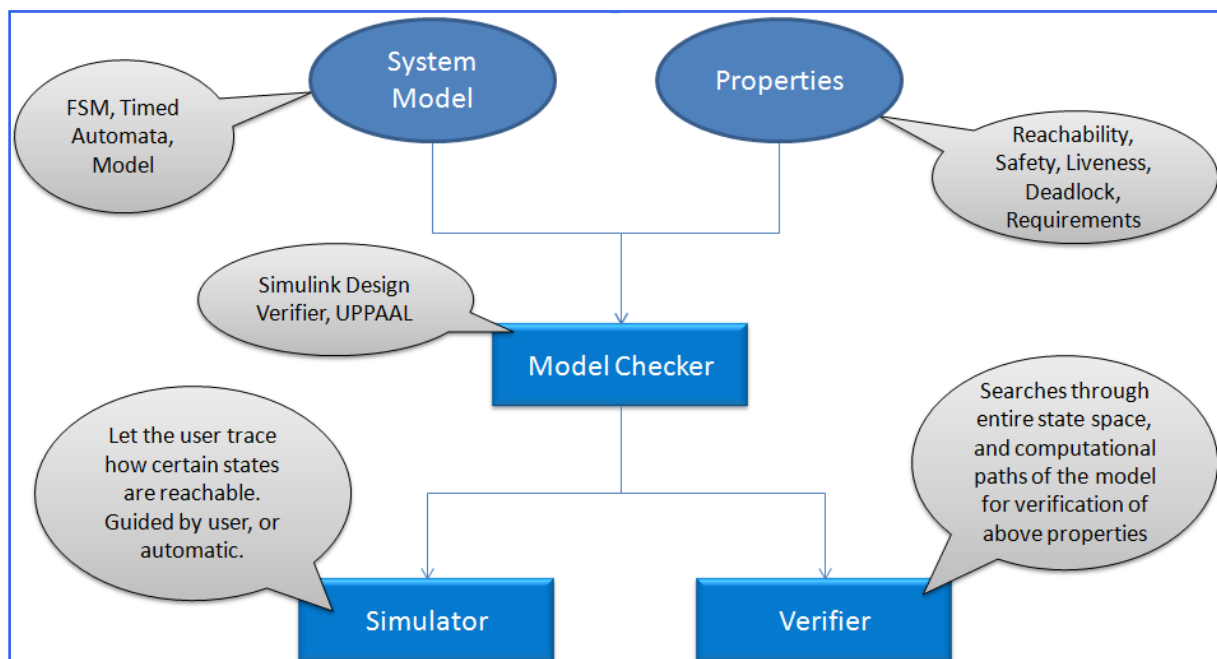 System
Model
Properties
FSM, Timed
Automata,
Model
Reachability,
Safety, Liveness,
Deadlock,
Requirements
Simulink Design
Verifier, UPPAAL
Model Checker
Let the user trace
how certain states
are reachable.
Guided by user, or
automatic.
Searches through
entire state space,
and computational
paths of the model
for verification of
above properties
Simulator
Verifier